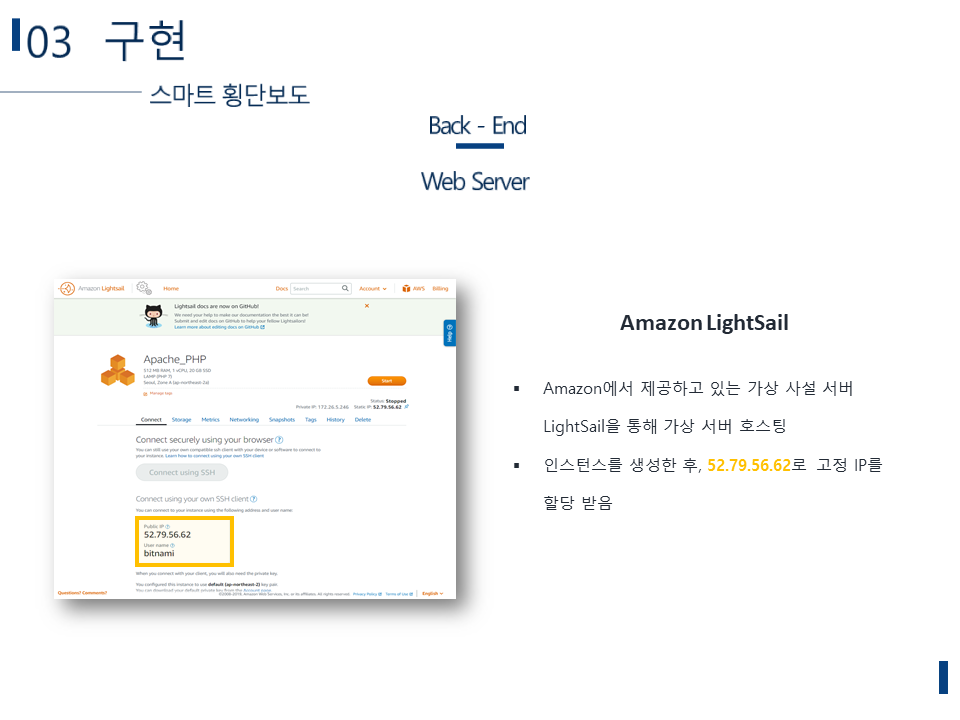 03 구현
스마트 횡단보도
Back - End
Web Server
Amazon Lightsail
Home
Docs
Search
Account
AWS
Billing
Lightsail docs are now on GitHub!
We need your help to make our documentation the best it can be!
Submit and edit docs on GitHub to help your fellow Lightsailors!
Learn more about editing docs on GitHub
Help
Apache_PHP
512 MB RAM, 1 vCPU, 20 GB SSD
LAMP (PHP 7)
Seoul, Zone A (ap-northeast-2a)
Manage tags
Start
Status: Stopped
Private IP: 172.26.5.246 Static IP: 52.79.56.62
Connect Storage Metrics Networking Snapshots Tags History Delete
Connect securely using your browser
You can still use your own compatible ssh client with your device or software to connect to
your instance. Learn how to connect using your own SSH client
Connect using SSH
Connect using your own SSH client
You can connect to your instance using the following address and user name:
Public IP
52.79.56.62
User name
bitnami
When you connect with your client, you will also need the private key.
You configured this instance to use default (ap-northeast-2) key pair.
You can download your default private key from the Account page.
Questions? Comments?
©2008-2019, Amazon Web Services, Inc. or its affiliates. All rights reserved.
Privacy Policy
Terms of Use
English
Amazon LightSail
▪ Amazon에서 제공하고 있는 가상 사설 서버
LightSail을 통해 가상 서버 호스팅
▪ 인스턴스를 생성한 후, 52.79.56.62로 고정 IP를
할당 받음